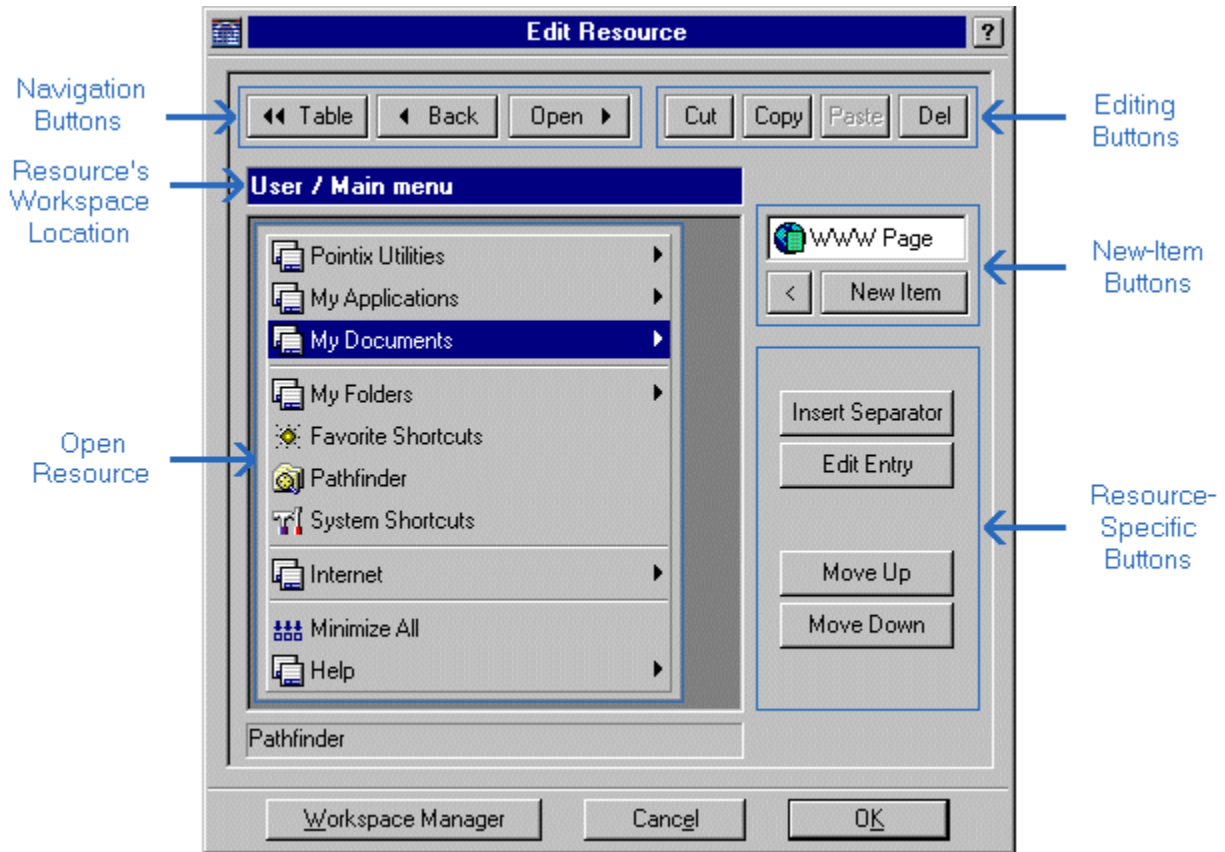 Edit Resource
?
Navigation
Buttons
Table
Back
Open
Cut
Copy
Paste
Del
Editing
Buttons
Resource's
Workspace
Location
User / Main menu
WWW Page
<
New Item
New-Item
Buttons
Open
Resource
Pointix Utilities
My Applications
My Documents
My Folders
Favorite Shortcuts
Pathfinder
System Shortcuts
Internet
Minimize All
Help
Insert Separator
Edit Entry
Move Up
Move Down
Resource-
Specific
Buttons
Pathfinder
Workspace Manager
Cancel
OK